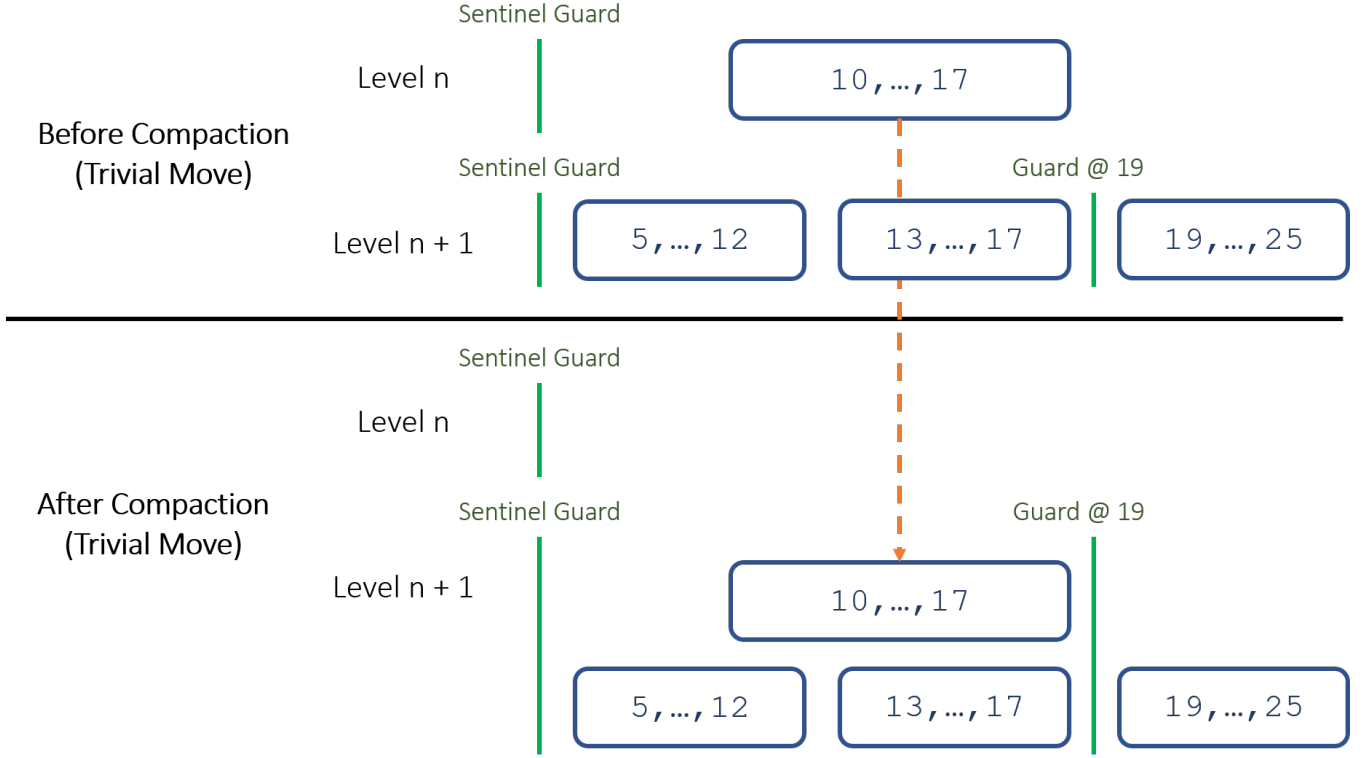 Sentinel Guard
Level n
10,…,17
Before Compaction
(Trivial Move)
Sentinel Guard
Guard @ 19
Level n + 1
5,…,12
13,…,17
19,…,25
Sentinel Guard
Level n
After Compaction
(Trivial Move)
Sentinel Guard
Guard @ 19
Level n + 1
10,…,17
5,…,12
13,…,17
19,…,25